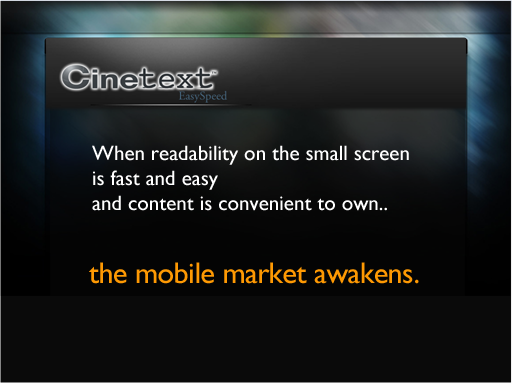 Cinetext™
EasySpeed
When readability on the small screen
is fast and easy
and content is convenient to own..
the mobile market awakens.